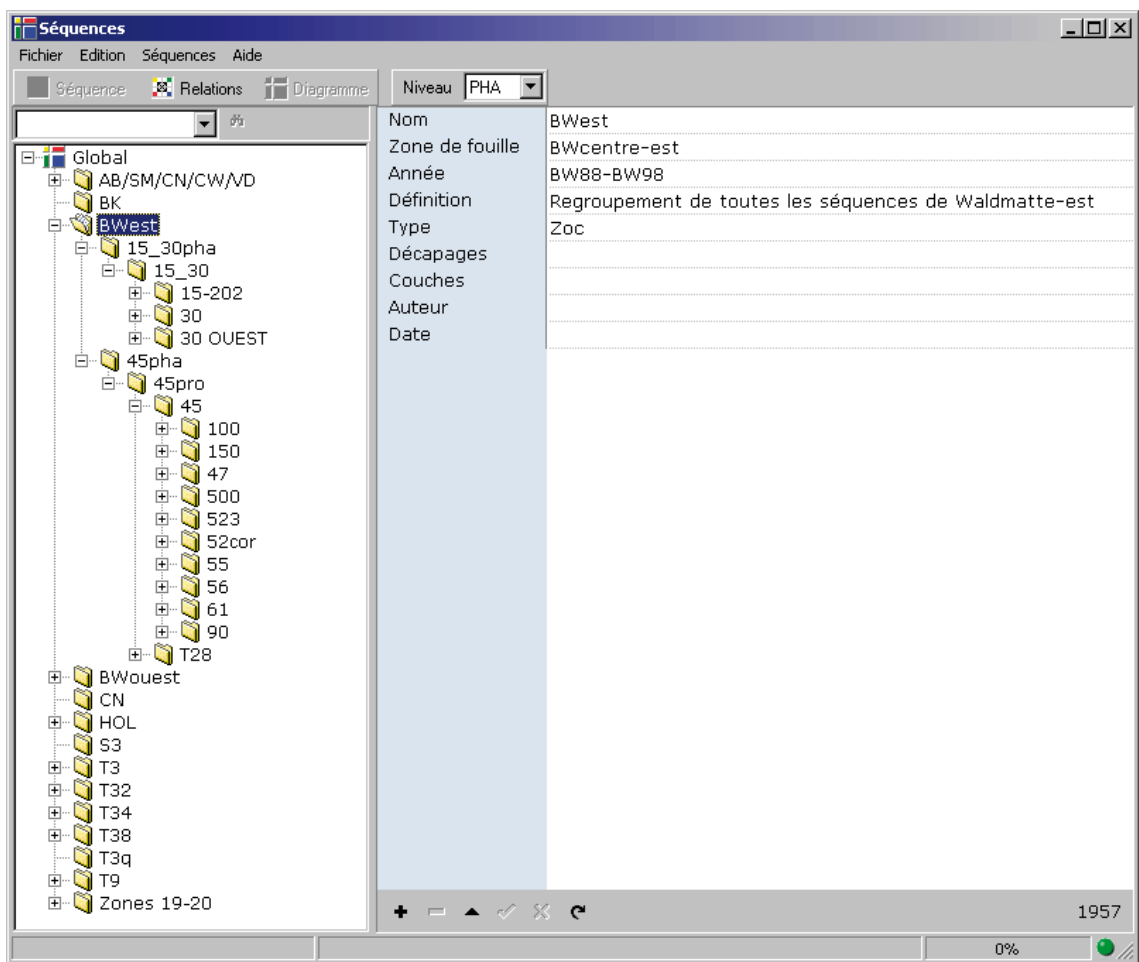 Séquences
Fichier Edition Séquences Aide
Séquence Relations Diagramme Niveau PHA
Global
AB/SM/CN/CW/VD
BK
BWest
15_30pha
15_30
15-202
30
30 OUEST
45pha
45pro
45
100
150
47
500
523
52cor
55
56
61
90
T28
BWouest
CN
HOL
S3
T3
T32
T34
T38
T3q
T9
Zones 19-20
Nom BWest
Zone de fouille BWcentre-est
Année BW88-BW98
Définition Regroupement de toutes les séquences de Waldmatte-est
Type Zoc
Décapages
Couches
Auteur
Date
1957
0%